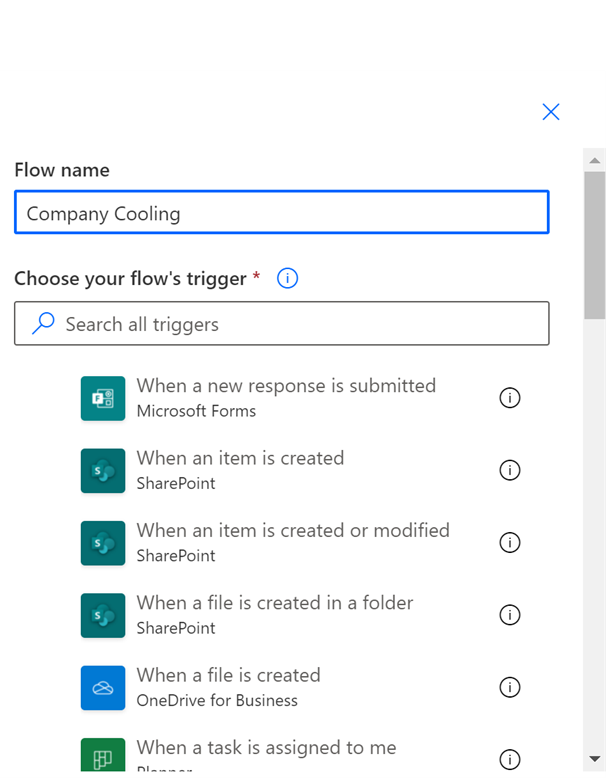 Flow name
Company Cooling
Choose your flow's trigger *
Search all triggers
When a new response is submitted
Microsoft Forms
When an item is created
SharePoint
When an item is created or modified
SharePoint
When a file is created in a folder
SharePoint
When a file is created
OneDrive for Business
When a task is assigned to me
Planner